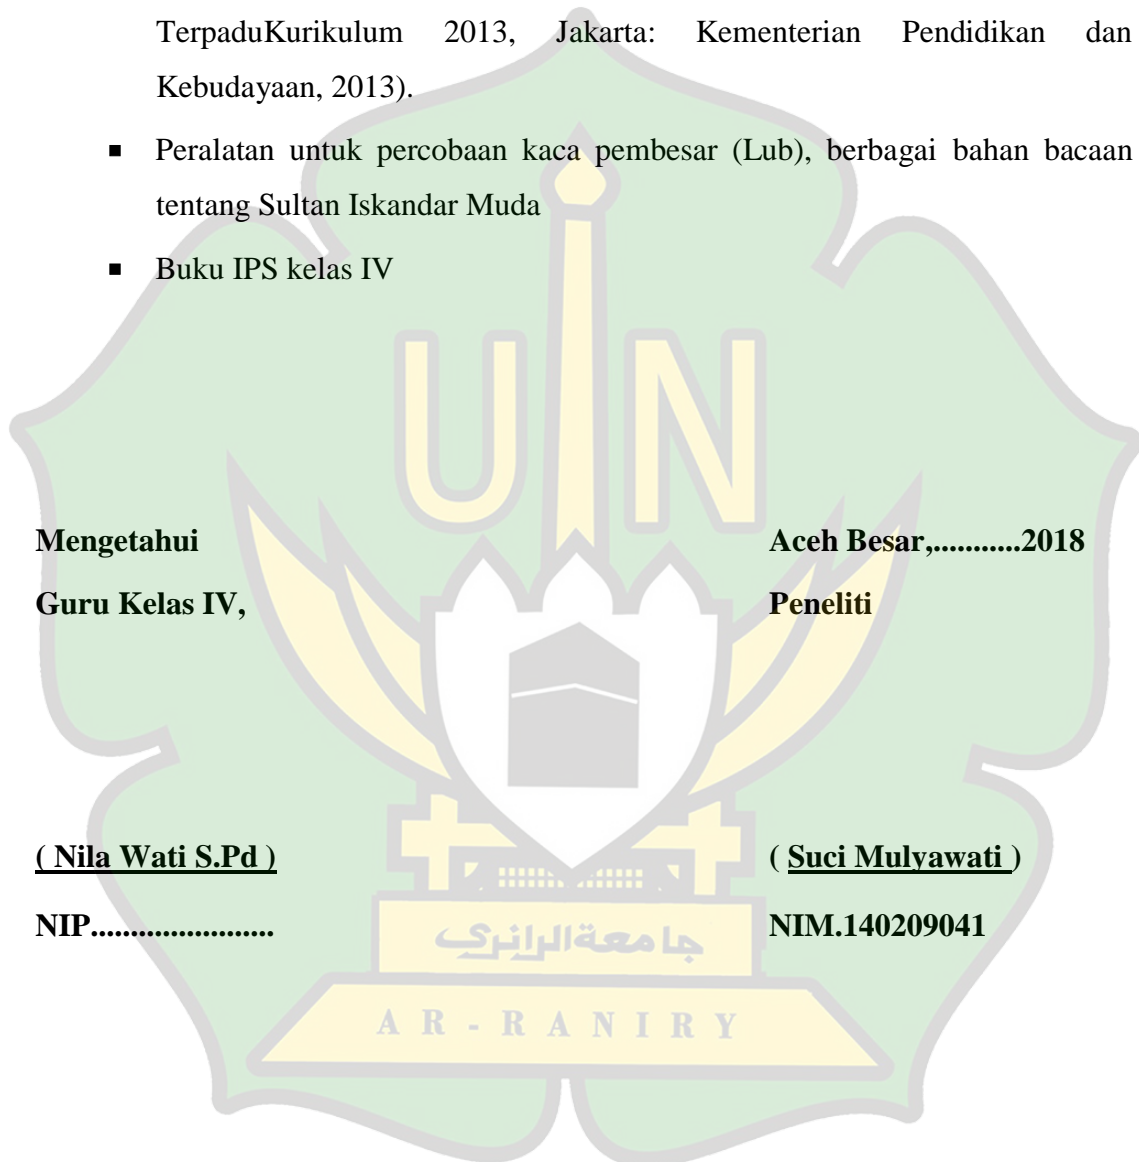 TerpaduKurikulum 2013, Jakarta: Kementerian Pendidikan dan
Kebudayaan, 2013).
▪ Peralatan untuk percobaan kaca pembesar (Lub), berbagai bahan bacaan
tentang Sultan Iskandar Muda
▪ Buku IPS kelas IV
UIN
Mengetahui Aceh Besar,...........2018
Guru Kelas IV, Peneliti
( Nila Wati S.Pd ) ( Suci Mulyawati )
NIP....................... NIM.140209041
جامعة الرانري
AR-RANIRY